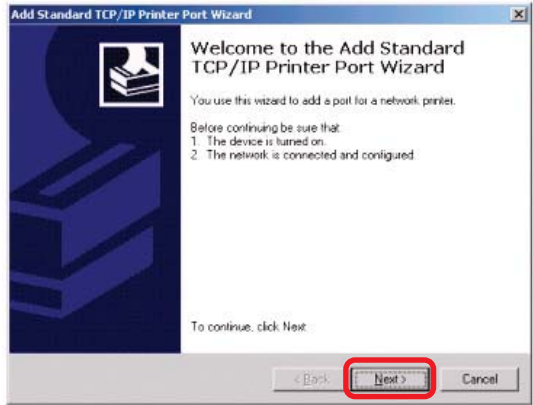 Add Standard TCP/IP Printer Port Wizard
Welcome to the Add Standard
TCP/IP Printer Port Wizard
You use this wizard to add a port for a network printer.
Before continuing be sure that:
1. The device is turned on.
2. The network is connected and configured.
To continue, click Next
< Back
Next >
Cancel